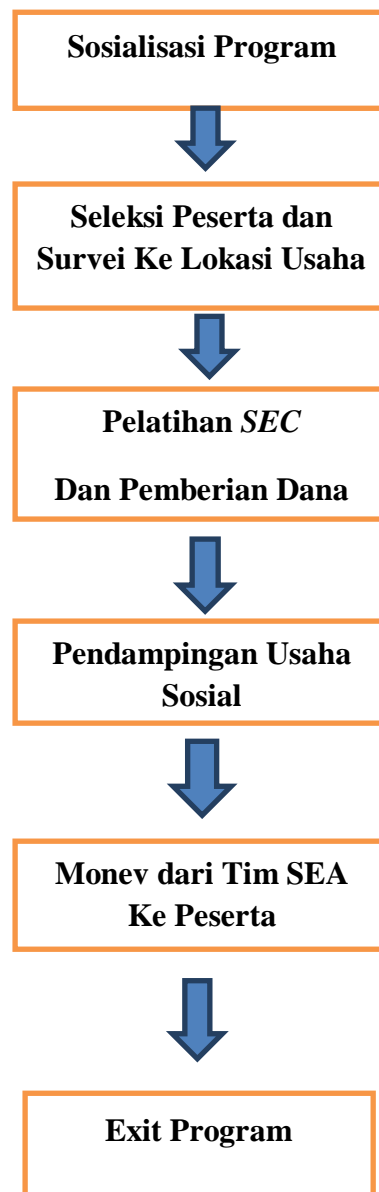 Sosialisasi Program
Seleksi Peserta dan
Survei Ke Lokasi Usaha
Pelatihan SEC
Dan Pemberian Dana
Pendampingan Usaha
Sosial
Monev dari Tim SEA
Ke Peserta
Exit Program